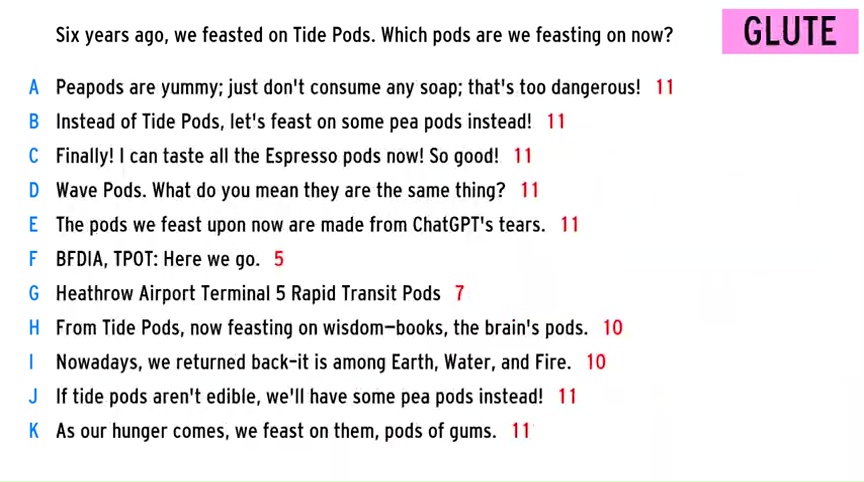 Six years ago, we feasted on Tide Pods. Which pods are we feasting on now?
GLUTE
A Peapods are yummy; just don't consume any soap; that's too dangerous! 11
B Instead of Tide Pods, let's feast on some pea pods instead! 11
C Finally! I can taste all the Espresso pods now! So good! 11
D Wave Pods. What do you mean they are the same thing? 11
E The pods we feast upon now are made from ChatGPT's tears. 11
F BFDIA, TPOT: Here we go. 5
G Heathrow Airport Terminal 5 Rapid Transit Pods 7
H From Tide Pods, now feasting on wisdom—books, the brain's pods. 10
I Nowadays, we returned back-it is among Earth, Water, and Fire. 10
J If tide pods aren't edible, we'll have some pea pods instead! 11
K As our hunger comes, we feast on them, pods of gums. 11